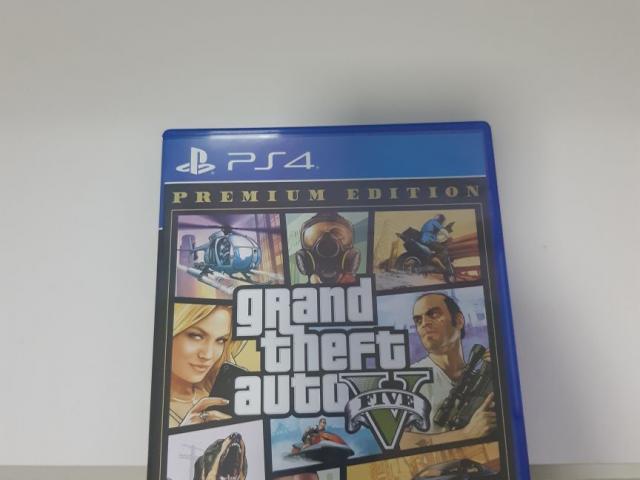 PS4
PREMIUM EDITION
grand
theft
auto
V
FIVE